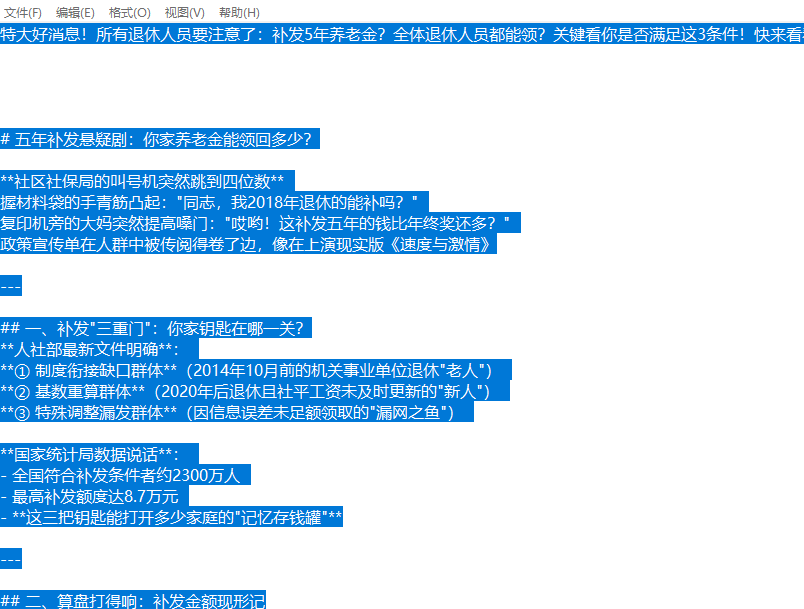 文件(F) 编辑(E) 格式(O) 视图(V) 帮助(H)
特大好消息！所有退休人员要注意了：补发5年养老金？全体退休人员都能领？关键看你是否满足这3条件！快来看
# 五年补发悬疑剧：你家养老金能领回多少？
**社区社保局的叫号机突然跳到四位数**
握材料袋的手青筋凸起："同志，我2018年退休的能补吗？"
复印机旁的大妈突然提高嗓门："哎哟！这补发五年的钱比年终奖还多？"
政策宣传单在人群中被传阅得卷了边，像在上演现实版《速度与激情》
---
## 一、补发"三重门"：你家钥匙在哪一关？
**人社部最新文件明确**：
**① 制度衔接缺口群体**（2014年10月前的机关事业单位退休"老人"）
**② 基数重算群体**（2020年后退休且社平工资未及时更新的"新人"）
**③ 特殊调整漏发群体**（因信息误差未足额领取的"漏网之鱼"）
**国家统计局数据说话**：
- 全国符合补发条件者约2300万人
- 最高补发额度达8.7万元
- **这三把钥匙能打开多少家庭的"记忆存钱罐"**
---
## 二、算盘打得响：补发金额现形记